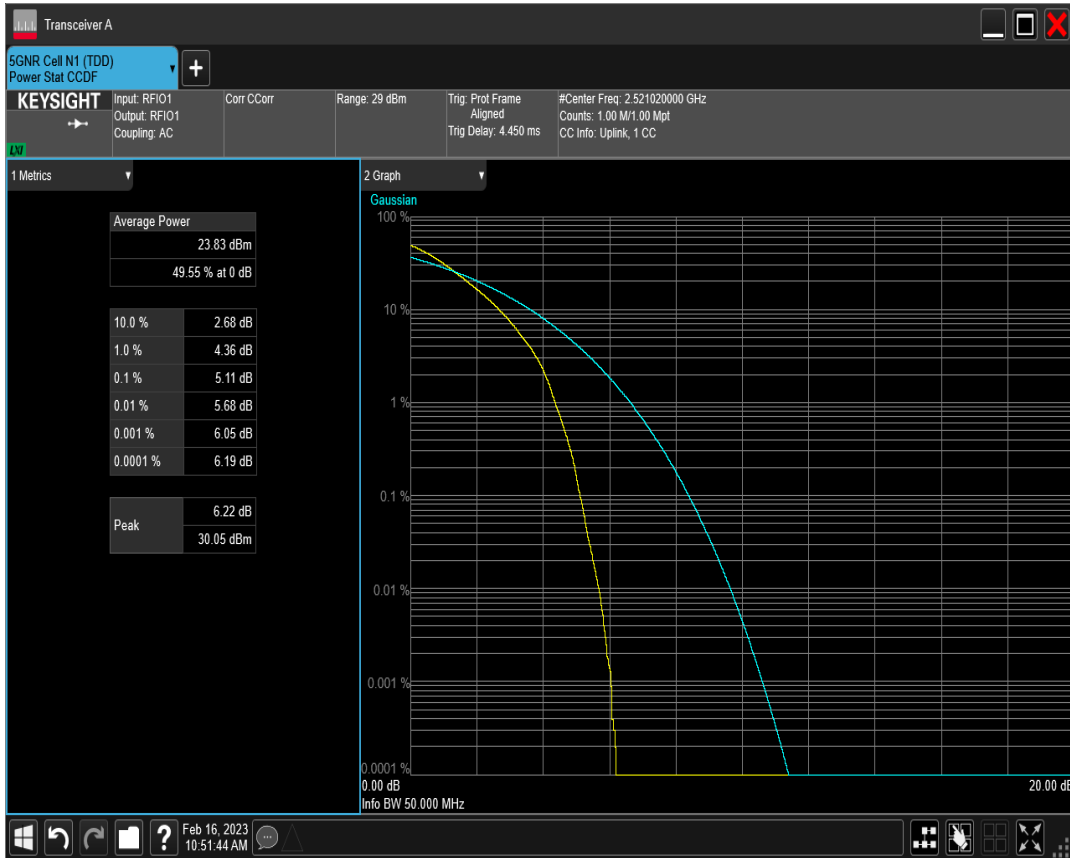 Transceiver A
5GNR Cell N1 (TDD)
Power Stat CCDF
+
KEYSIGHT
LXI
Input: RFIO1
Output: RFIO1
Coupling: AC
Corr CCorr
Range: 29 dBm
Trig: Prot Frame
Aligned
Trig Delay: 4.450 ms
#Center Freq: 2.521020000 GHz
Counts: 1.00 M/1.00 Mpt
CC Info: Uplink, 1 CC
1 Metrics
Average Power
23.83 dBm
49.55 % at 0 dB
10.0 % 2.68 dB
1.0 % 4.36 dB
0.1 % 5.11 dB
0.01 % 5.68 dB
0.001 % 6.05 dB
0.0001 % 6.19 dB
Peak 6.22 dB
30.05 dBm
2 Graph
Gaussian
100 %
10 %
1 %
0.1 %
0.01 %
0.001 %
0.0001 %
0.00 dB 20.00 dB
Info BW 50.000 MHz
?
Feb 16, 2023
10:51:44 AM